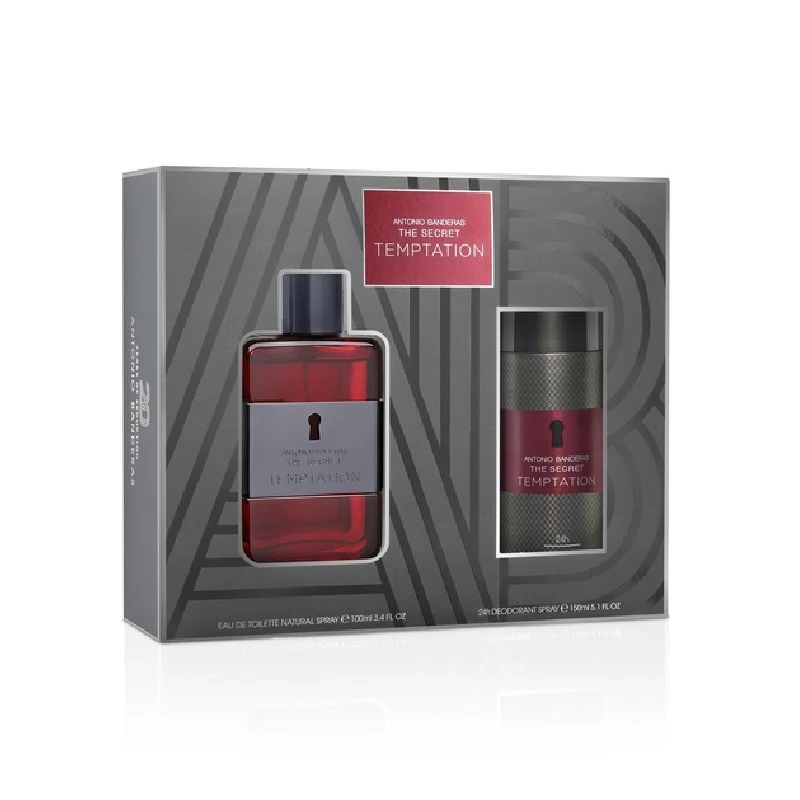 ANTONIO BANDERAS
THE SECRET
TEMPTATION
ANTONIO BANDERAS
THE SECRET
TEMPTATION
ANTONIO BANDERAS
THE SECRET
TEMPTATION
24h
EAU DE TOILETTE NATURAL SPRAY ℮ 100ml 3.4 FL OZ
24h DEODORANT SPRAY ℮ 150ml 5.1 FL OZ
ANTONIO BANDERAS